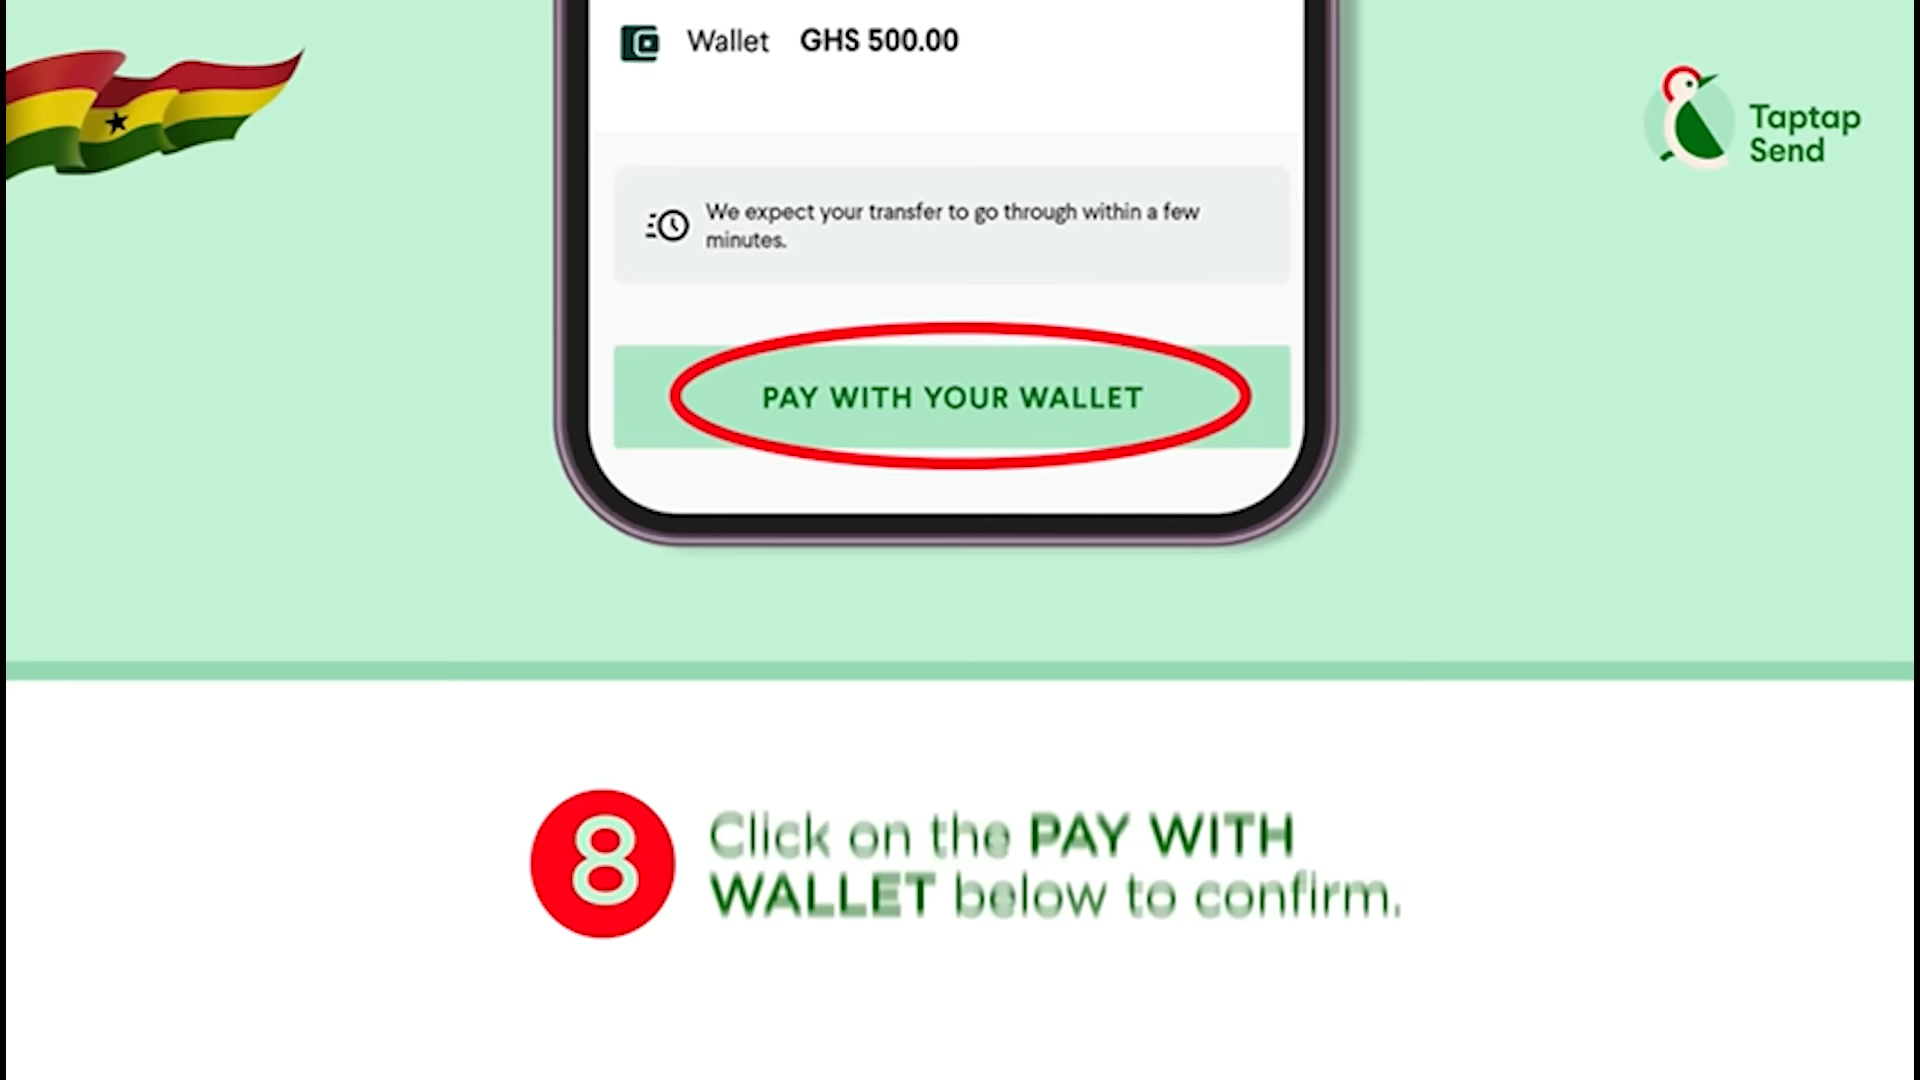 Wallet GHS 500.00
Taptap
Send
We expect your transfer to go through within a few
minutes.
PAY WITH YOUR WALLET
8 Click on the PAY WITH
WALLET below to confirm.